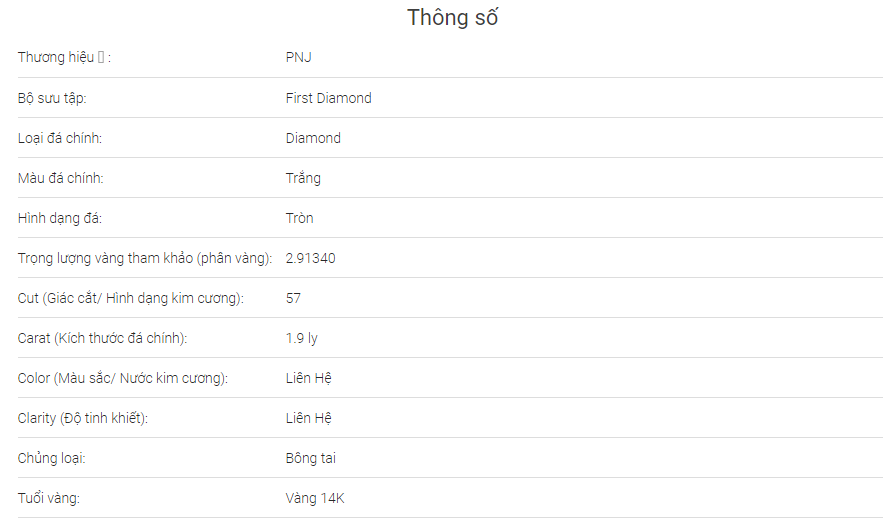 Thông số
Thương hiệu ▯ : PNJ
Bộ sưu tập: First Diamond
Loại đá chính: Diamond
Màu đá chính: Trắng
Hình dạng đá: Tròn
Trọng lượng vàng tham khảo (phân vàng): 2.91340
Cut (Giác cắt/ Hình dạng kim cương): 57
Carat (Kích thước đá chính): 1.9 ly
Color (Màu sắc/ Nước kim cương): Liên Hệ
Clarity (Độ tinh khiết): Liên Hệ
Chủng loại: Bông tai
Tuổi vàng: Vàng 14K